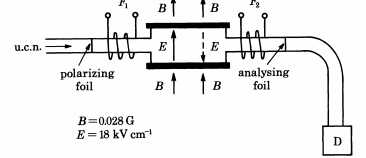 F₁ B B F₂
u.c.n. E E
polarizing foil analysing foil
B B
D
B=0.028 G
E=18 kV cm⁻¹